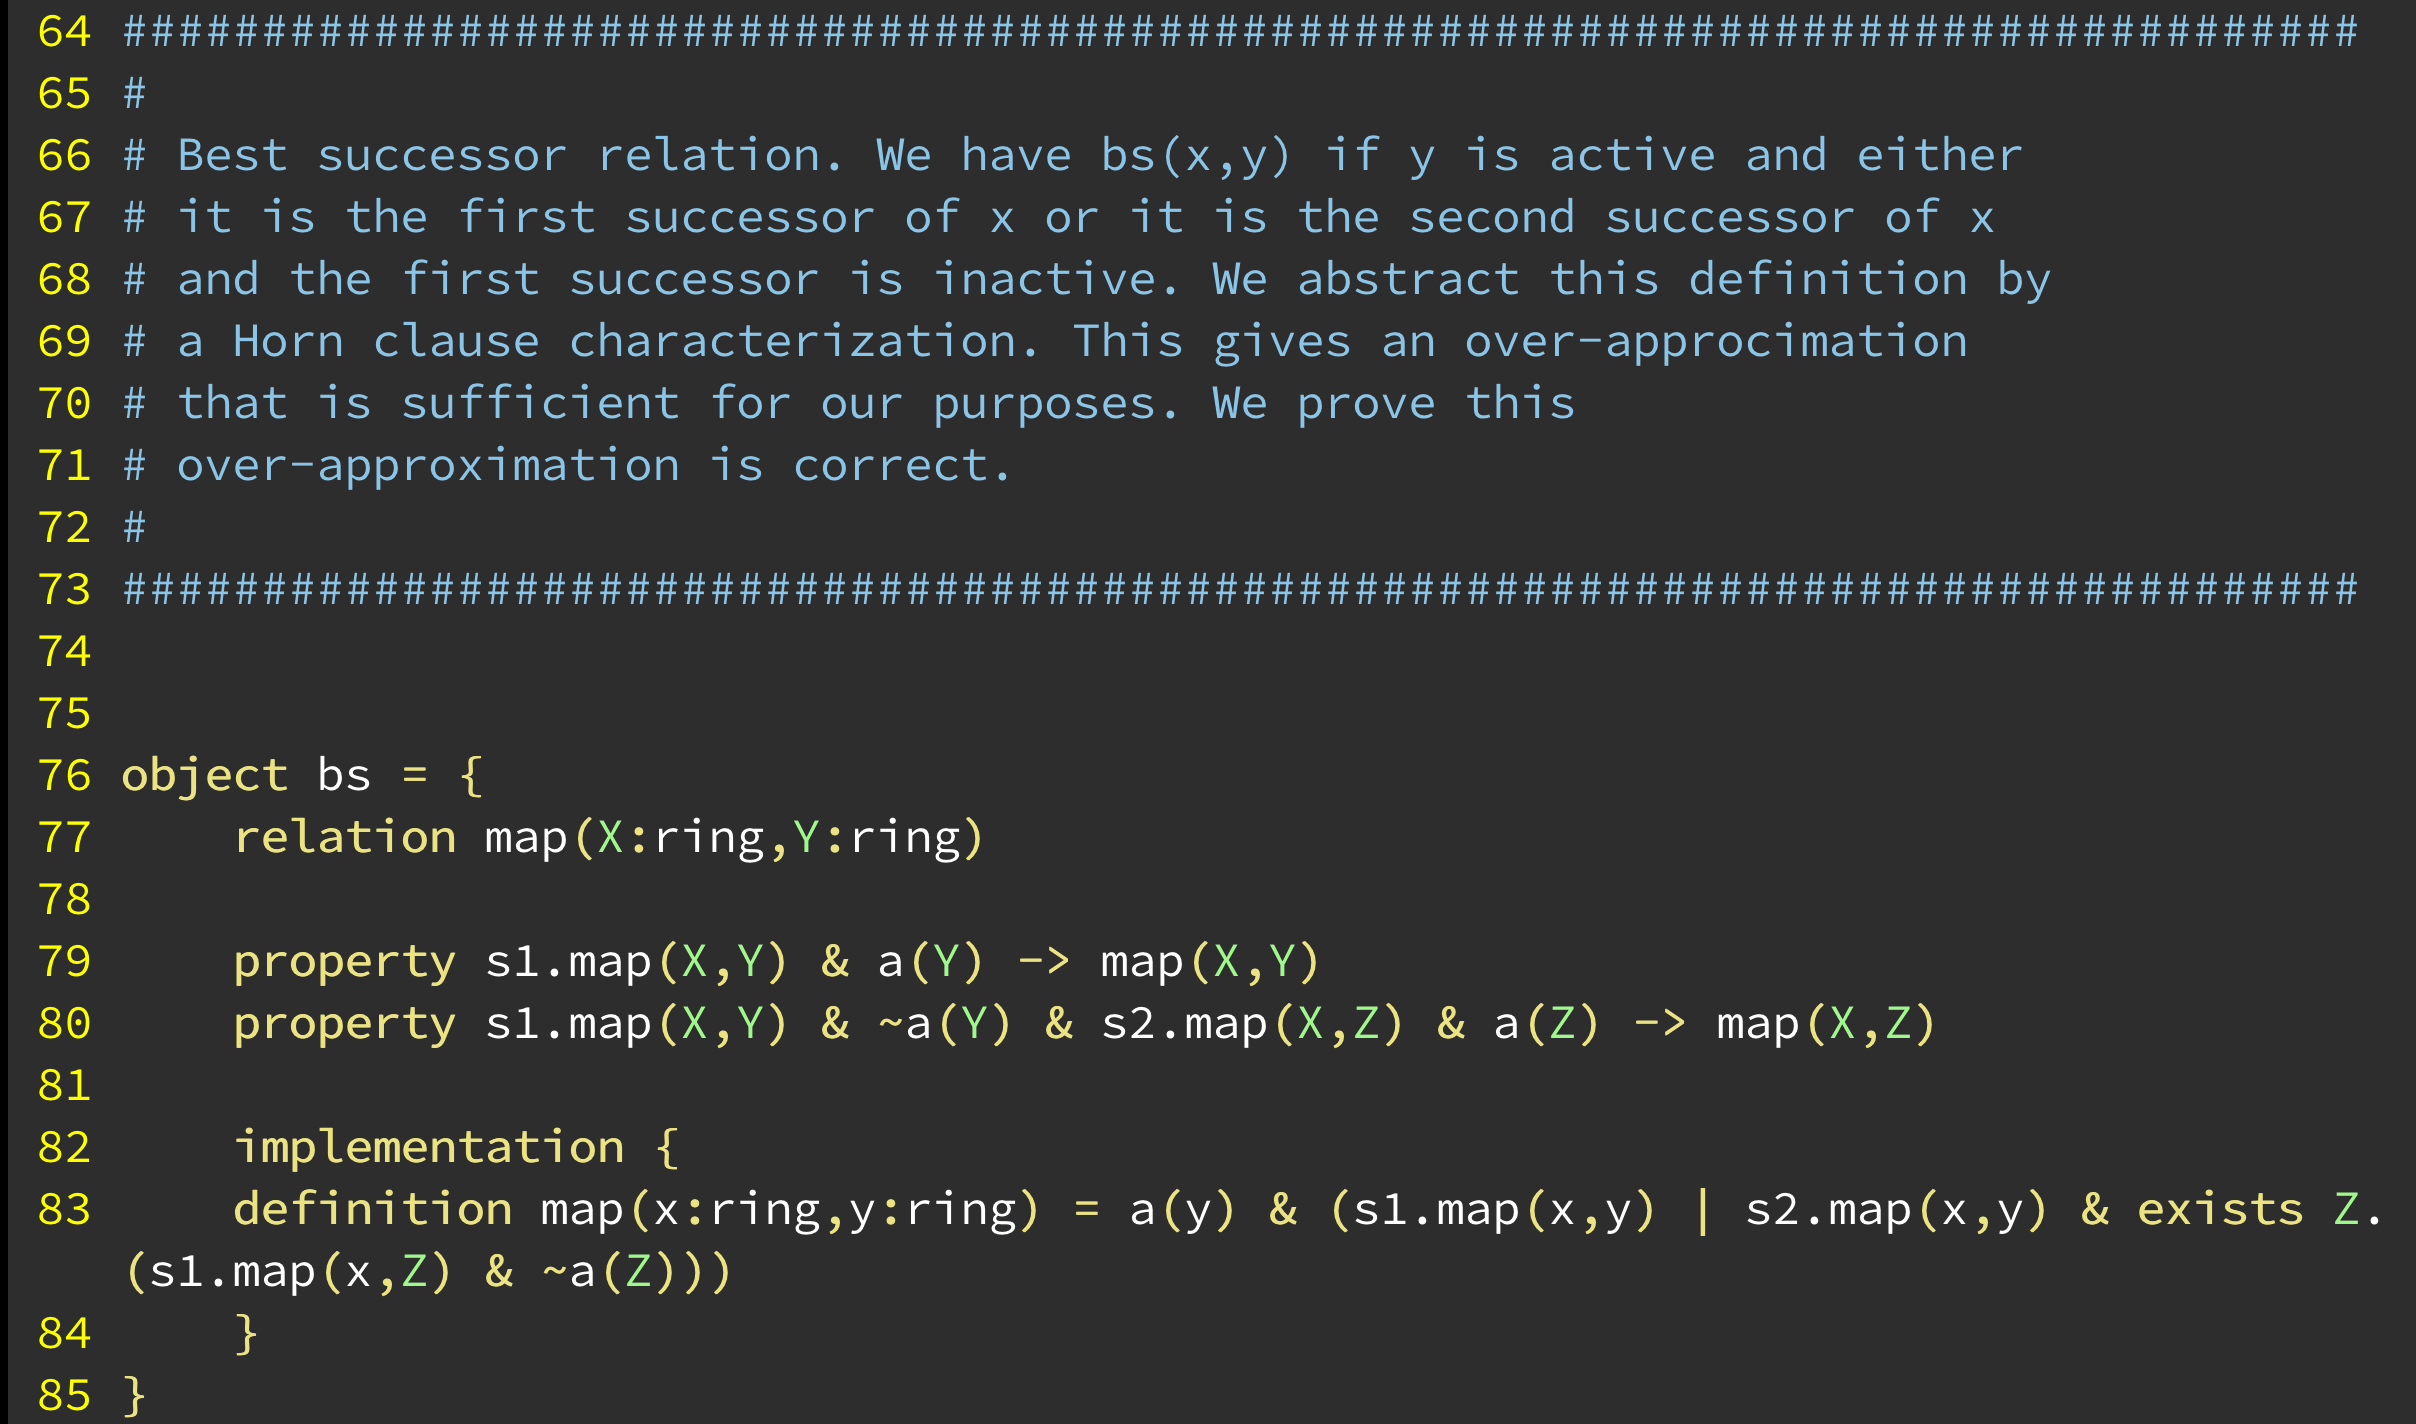 64 ################################################################################
65 #
66 # Best successor relation. We have bs(x,y) if y is active and either
67 # it is the first successor of x or it is the second successor of x
68 # and the first successor is inactive. We abstract this definition by
69 # a Horn clause characterization. This gives an over-approcimation
70 # that is sufficient for our purposes. We prove this
71 # over-approximation is correct.
72 #
73 ################################################################################
74
75
76 object bs = {
77     relation map(X:ring,Y:ring)
78
79     property s1.map(X,Y) & a(Y) -> map(X,Y)
80     property s1.map(X,Y) & ~a(Y) & s2.map(X,Z) & a(Z) -> map(X,Z)
81
82     implementation {
83     definition map(x:ring,y:ring) = a(y) & (s1.map(x,y) | s2.map(x,y) & exists Z.
(s1.map(x,Z) & ~a(Z)))
84     }
85 }